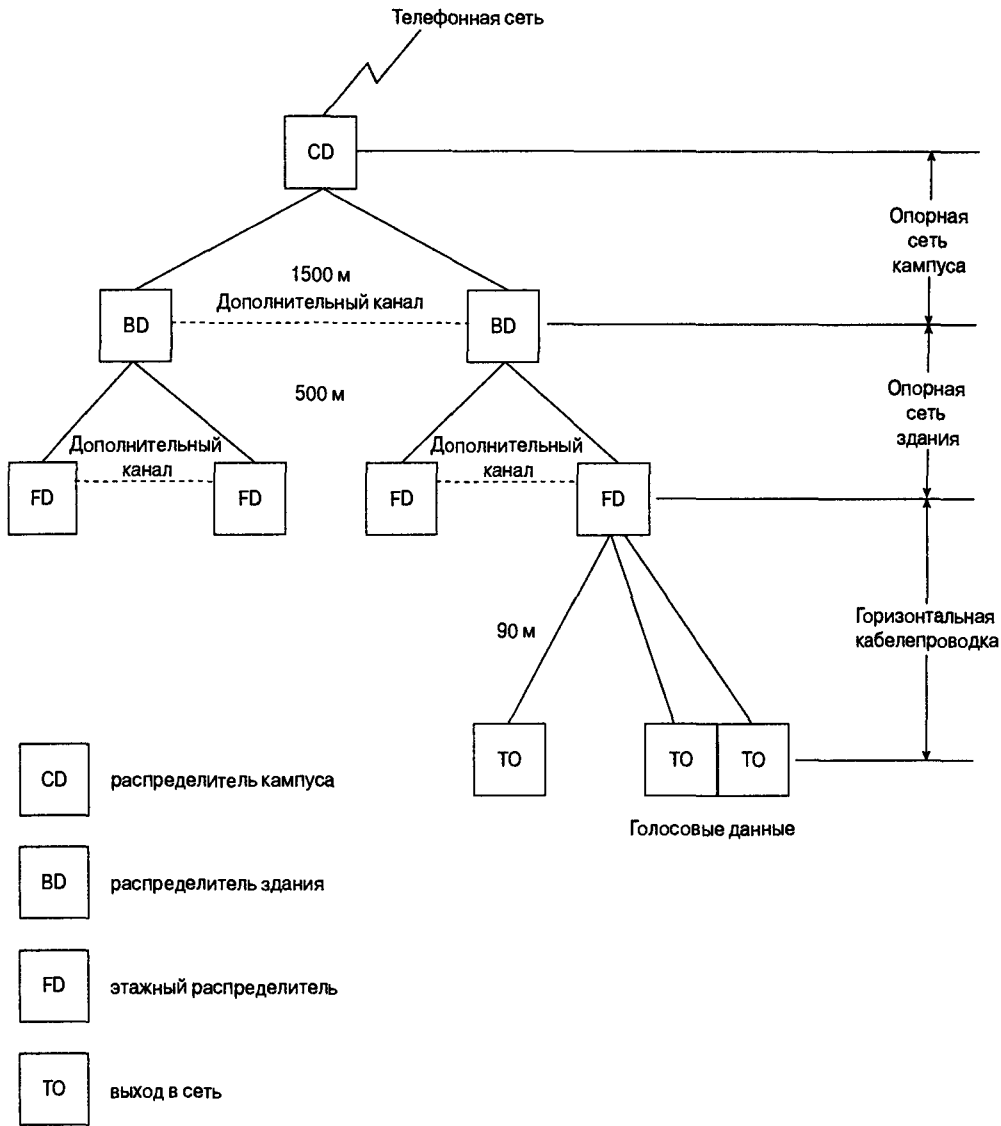 Телефонная сеть
CD
Опорная
сеть
кампуса
1500 м
Дополнительный канал
BD
BD
500 м
Опорная
сеть
здания
Дополнительный
канал
Дополнительный
канал
FD
FD
FD
FD
90 м
Горизонтальная
кабелепроводка
TO
TO
TO
Голосовые данные
CD
распределитель кампуса
BD
распределитель здания
FD
этажный распределитель
TO
выход в сеть